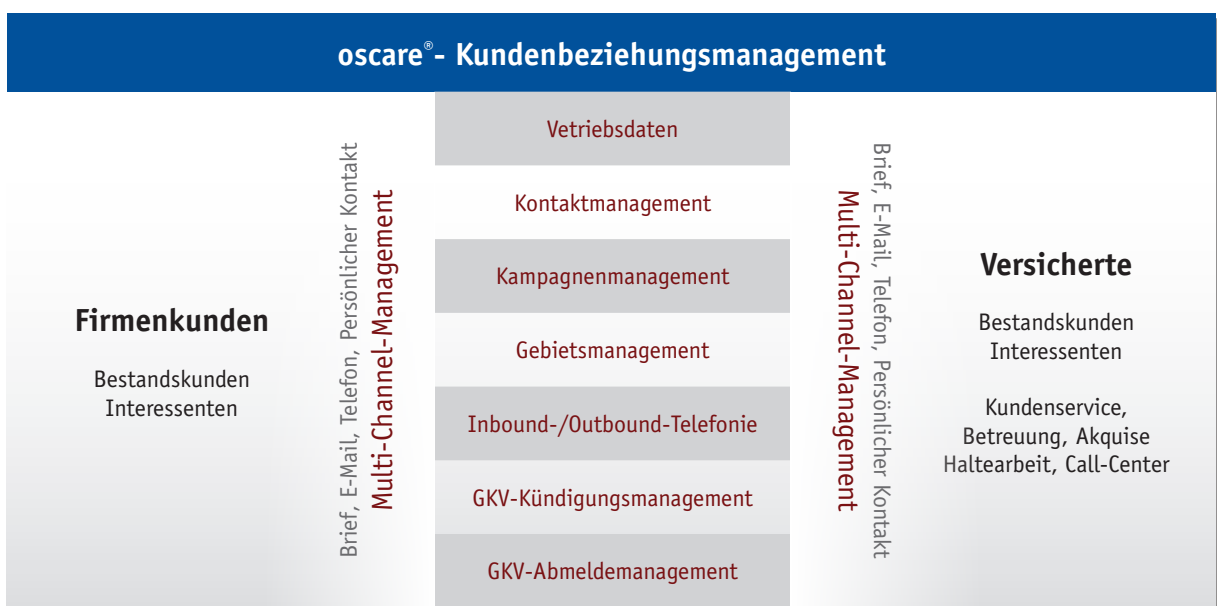 oscare®- Kundenbeziehungsmanagement
Firmenkunden
Bestandskunden
Interessenten
Brief, E-Mail, Telefon, Persönlicher Kontakt
Multi-Channel-Management
Vetriebsdaten
Kontaktmanagement
Kampagnenmanagement
Gebietsmanagement
Inbound-/Outbound-Telefonie
GKV-Kündigungsmanagement
GKV-Abmeldemanagement
Multi-Channel-Management
Brief, E-Mail, Telefon, Persönlicher Kontakt
Versicherte
Bestandskunden
Interessenten
Kundenservice,
Betreuung, Akquise
Haltearbeit, Call-Center